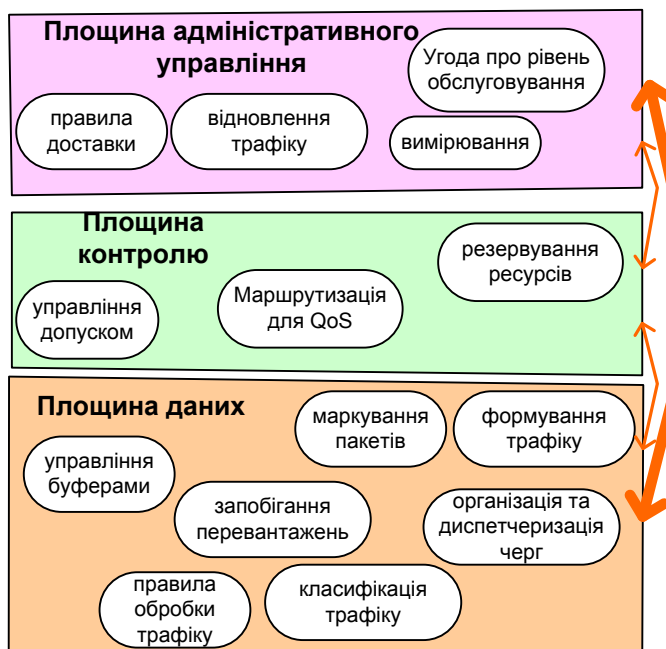 Площина адміністративного
управління
Угода про рівень
обслуговування
правила
доставки
відновлення
трафіку
вимірювання
Площина
контролю
резервування
ресурсів
управління
допуском
Маршрутизація
для QoS
Площина даних
маркування
пакетів
формування
трафіку
управління
буферами
запобігання
перевантажень
організація та
диспетчеризація
черг
правила
обробки
трафіку
класифікація
трафіку